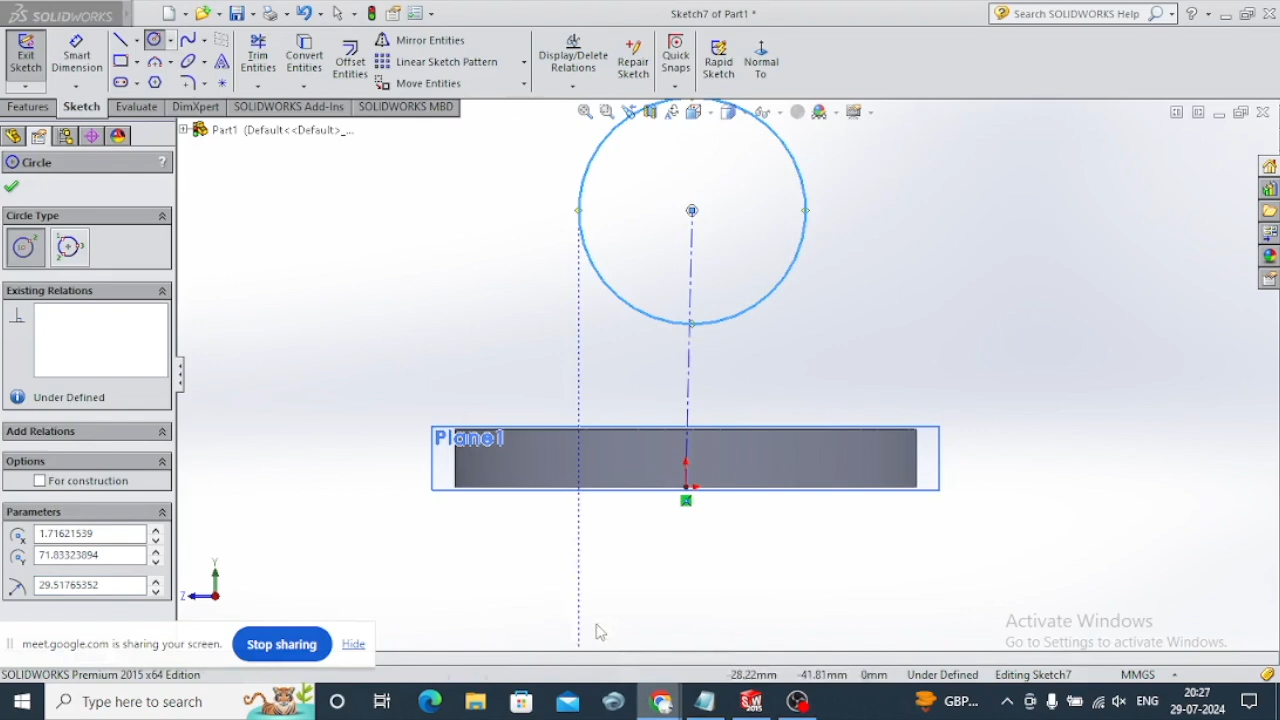 SOLIDWORKS
Sketch7 of Part1 *
Search SOLIDWORKS Help
Exit Sketch
Smart Dimension
Trim Entities
Convert Entities
Offset Entities
Mirror Entities
Linear Sketch Pattern
Move Entities
Display/Delete Relations
Repair Sketch
Quick Snaps
Rapid Sketch
Normal To
Features
Sketch
Evaluate
DimXpert
SOLIDWORKS Add-Ins
SOLIDWORKS MBD
Part1 (Default<<Default>_...
Circle
?
Circle Type
Existing Relations
Under Defined
Add Relations
Options
For construction
Parameters
1.71621539
71.83323894
29.51765352
Plane1
Y
Z
meet.google.com is sharing your screen.
Stop sharing
Hide
Activate Windows
Go to Settings to activate Windows.
SOLIDWORKS Premium 2015 x64 Edition
-28.22mm
-41.81mm
0mm
Under Defined
Editing Sketch7
MMGS
Type here to search
GBP...
ENG
20:27
29-07-2024